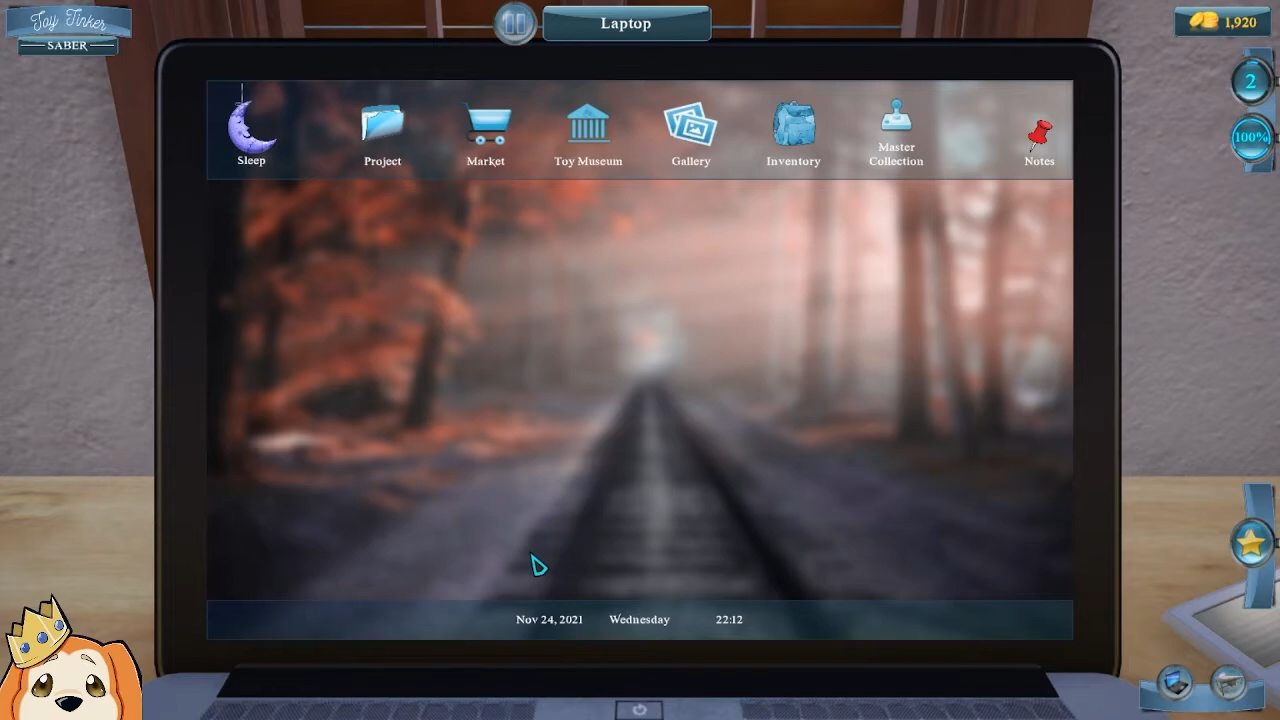 Toy Tinker
SABER
Laptop
1,920
2
100%
Sleep
Project
Market
Toy Museum
Gallery
Inventory
Master
Collection
Notes
Nov 24, 2021 Wednesday 22:12